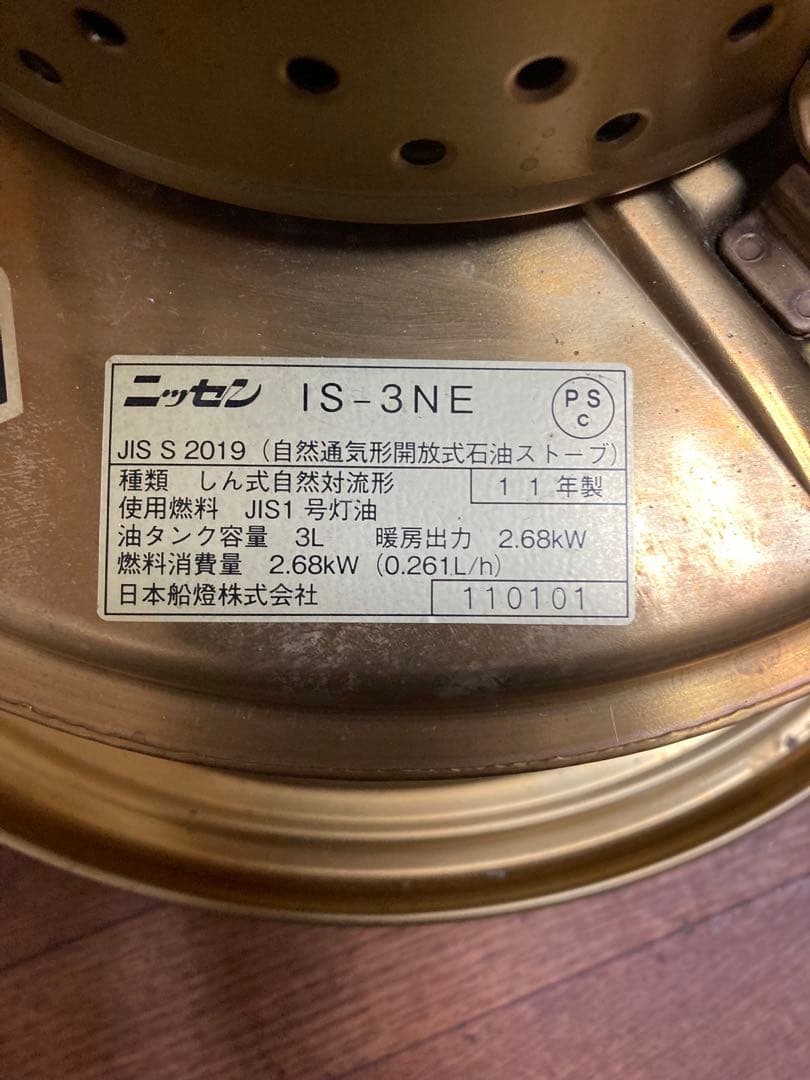 ニッセン IS-3NE PSc
JIS S 2019 (自然通気形開放式石油ストーブ)
種類 しん式自然対流形 11年製
使用燃料 JIS1号灯油
油タンク容量 3L 暖房出力 2.68kW
燃料消費量 2.68kW (0.261L/h)
日本船燈株式会社 110101